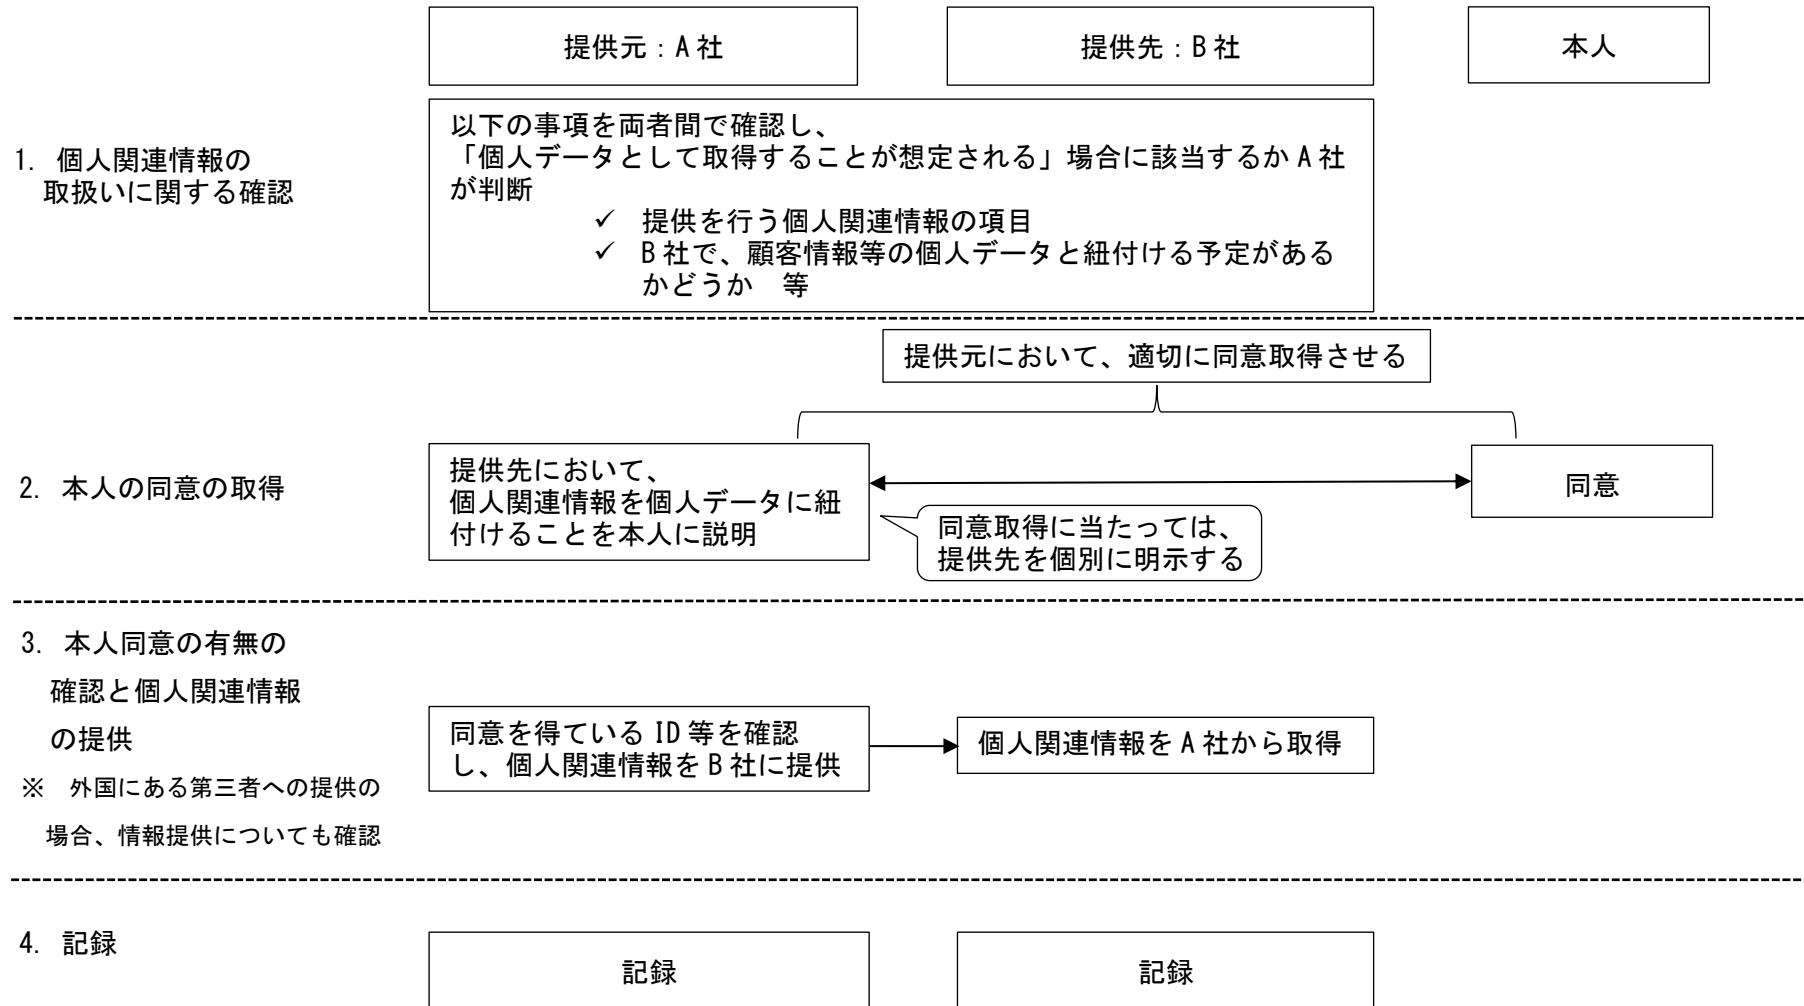 提供元：A社
提供先：B社
本人
1. 個人関連情報の
取扱いに関する確認
以下の事項を両者間で確認し、
「個人データとして取得することが想定される」場合に該当するかA社
が判断
✓ 提供を行う個人関連情報の項目
✓ B社で、顧客情報等の個人データと紐付ける予定がある
かどうか 等
提供元において、適切に同意取得させる
2. 本人の同意の取得
提供先において、
個人関連情報を個人データに紐
付けることを本人に説明
同意
同意取得に当たっては、
提供先を個別に明示する
3. 本人同意の有無の
確認と個人関連情報
の提供
※ 外国にある第三者への提供の
場合、情報提供についても確認
同意を得ているID等を確認
し、個人関連情報をB社に提供
個人関連情報をA社から取得
4. 記録
記録
記録